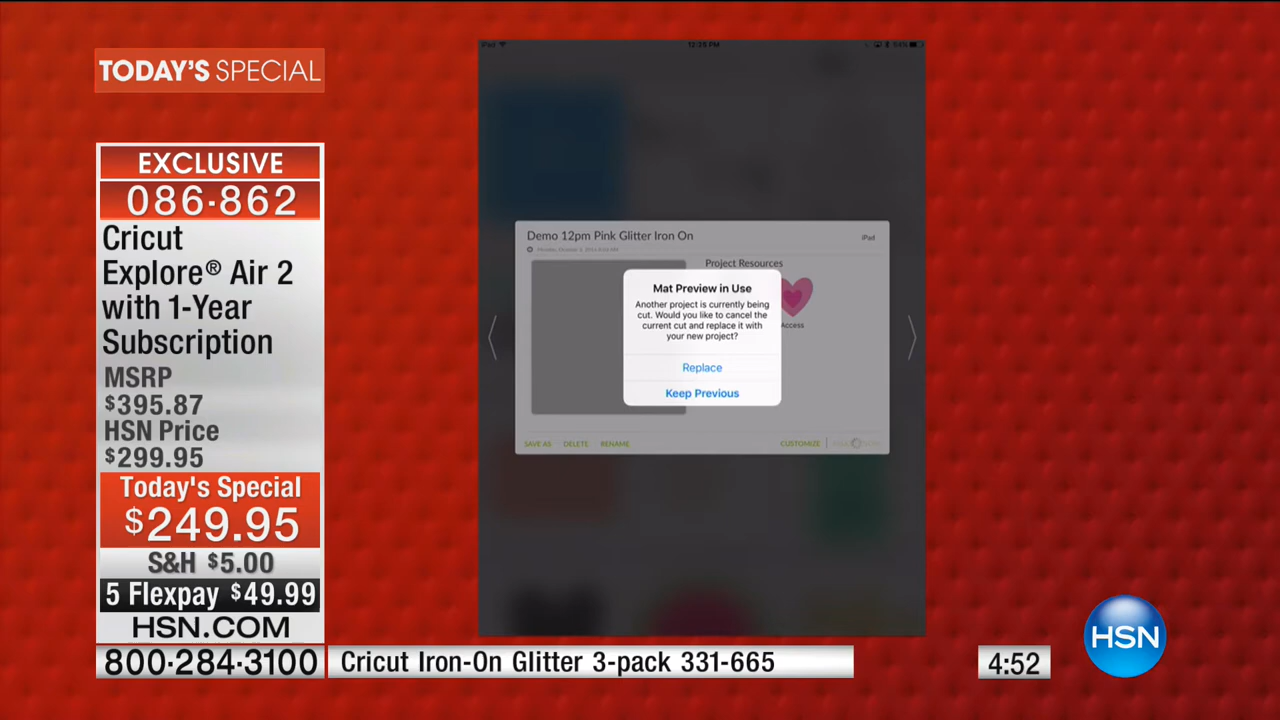 TODAY'S SPECIAL
EXCLUSIVE
086-862
Cricut
Explore® Air 2
with 1-Year
Subscription
MSRP
$395.87
HSN Price
$299.95
Today's Special
$249.95
S&H $5.00
5 Flexpay $49.99
HSN.COM
800-284-3100
Cricut Iron-On Glitter 3-pack 331-665
4:52
HSN
iPad
12:28 PM
Demo 12pm Pink Glitter Iron On
iPad
Project Resources
Access
Mat Preview in Use
Another project is currently being
cut. Would you like to cancel the
current cut and replace it with
your new project?
Replace
Keep Previous
SAVE AS DELETE RENAME
CUSTOMIZE